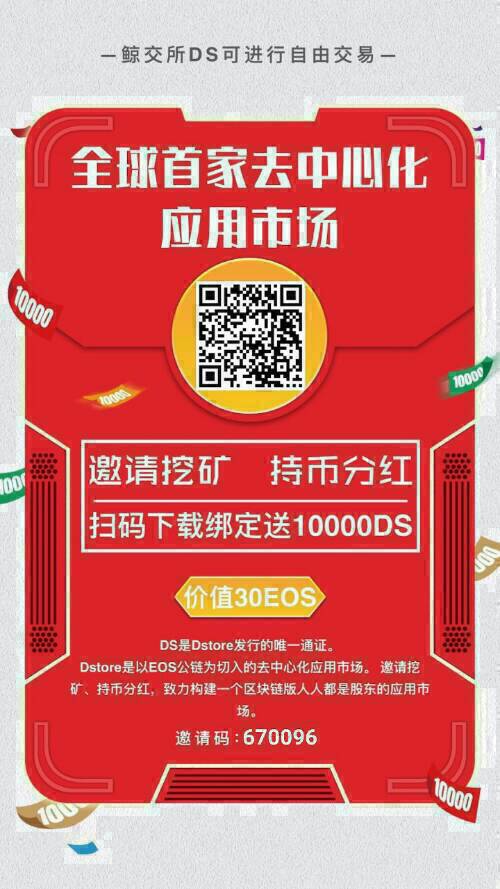 —鲸交所DS可进行自由交易—
全球首家去中心化
应用市场
10000
10000
10000
邀请挖矿 持币分红
扫码下载绑定送10000DS
价值30EOS
DS是Dstore发行的唯一通证。
Dstore是以EOS公链为切入的去中心化应用市场。 邀请挖
矿、持币分红，致力构建一个区块链版人人都是股东的应用市
场。
邀请码：670096
10000